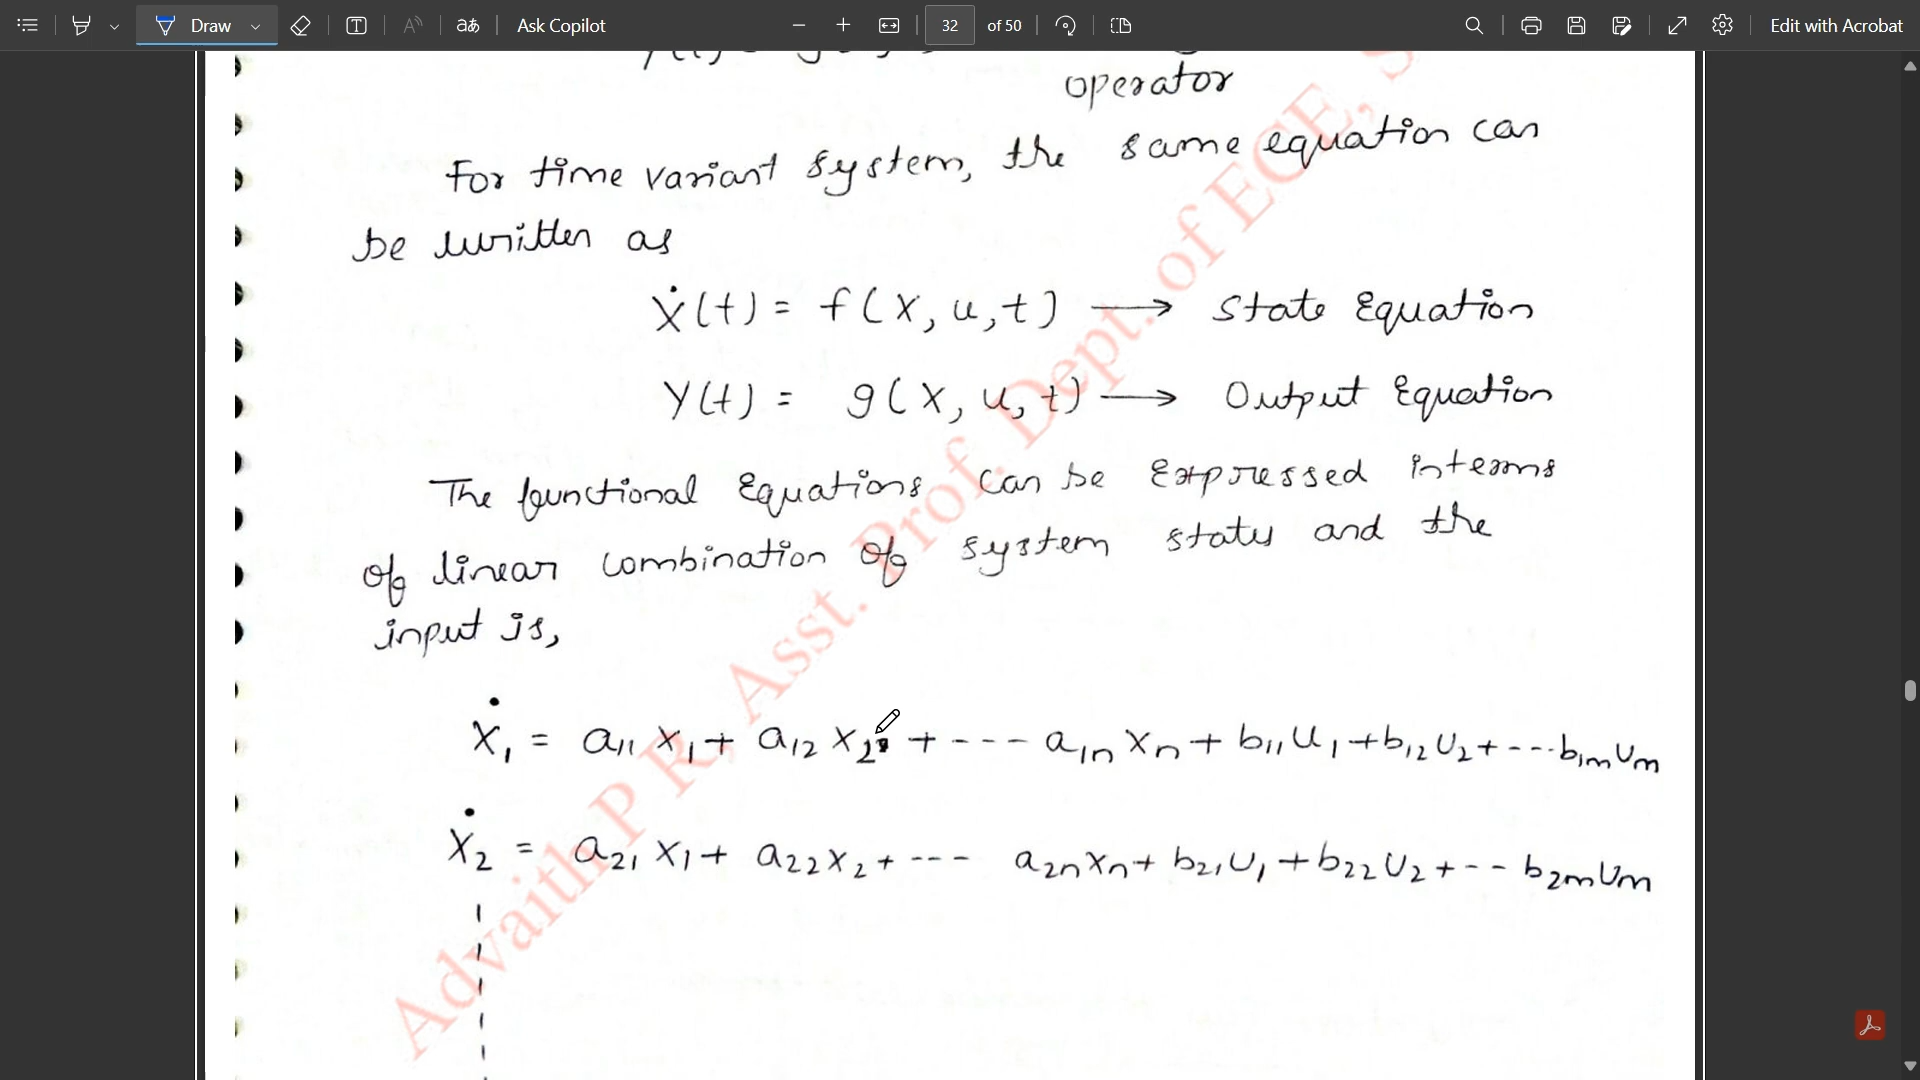 Draw
Ask Copilot
32 of 50
Edit with Acrobat
operator
For time variant system, the same equation can
be written as
Ẋ(t) = f(X, u, t) → State Equation
Y(t) = g(X, u, t) → Output Equation
The functional Equations can be Expressed interms
of linear combination of system states and the
input is,
Ẋ₁ = a₁₁ X₁ + a₁₂ X₂ + --- a₁ₙ Xₙ + b₁₁ U₁ + b₁₂ U₂ + --- b₁ₘ Uₘ
Ẋ₂ = a₂₁ X₁ + a₂₂ X₂ + --- a₂ₙ Xₙ + b₂₁ U₁ + b₂₂ U₂ + -- b₂ₘ Uₘ
Advaith P R, Asst. Prof. Dept. of ECE, S